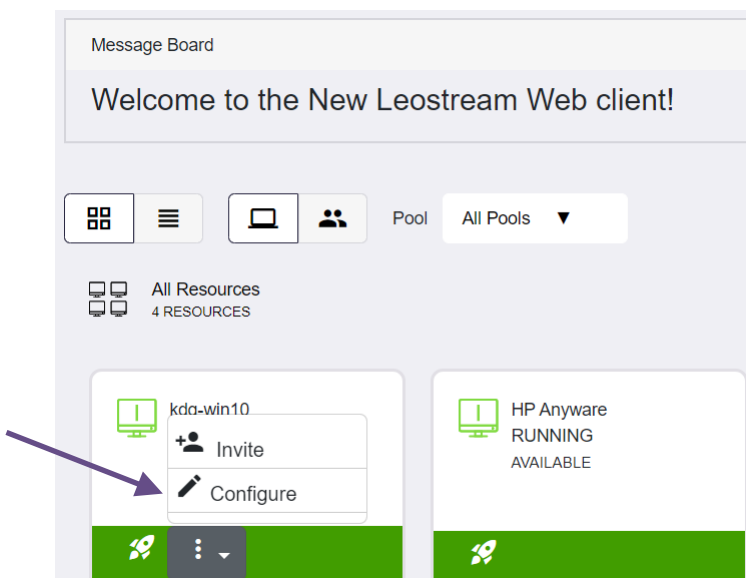 Message Board
Welcome to the New Leostream Web client!
Pool All Pools ▼
All Resources
4 RESOURCES
kdg-win10
Invite
Configure
HP Anyware
RUNNING
AVAILABLE